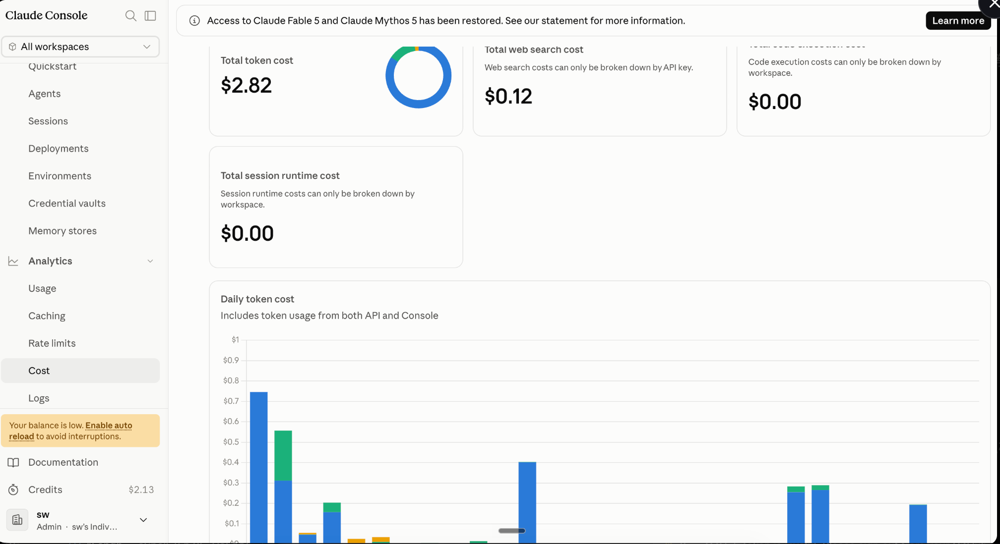 Claude Console
All workspaces
Quickstart
Agents
Sessions
Deployments
Environments
Credential vaults
Memory stores
Analytics
Usage
Caching
Rate limits
Cost
Logs
Your balance is low. Enable auto
reload to avoid interruptions.
Documentation
Credits $2.13
sw
Admin · sw's Indiv...
Access to Claude Fable 5 and Claude Mythos 5 has been restored. See our statement for more information.
Learn more
Total token cost
$2.82
Total web search cost
Web search costs can only be broken down by API key.
$0.12
Code execution costs can only be broken down by
workspace.
$0.00
Total session runtime cost
Session runtime costs can only be broken down by
workspace.
$0.00
Daily token cost
Includes token usage from both API and Console
$1
$0.9
$0.8
$0.7
$0.6
$0.5
$0.4
$0.3
$0.2
$0.1